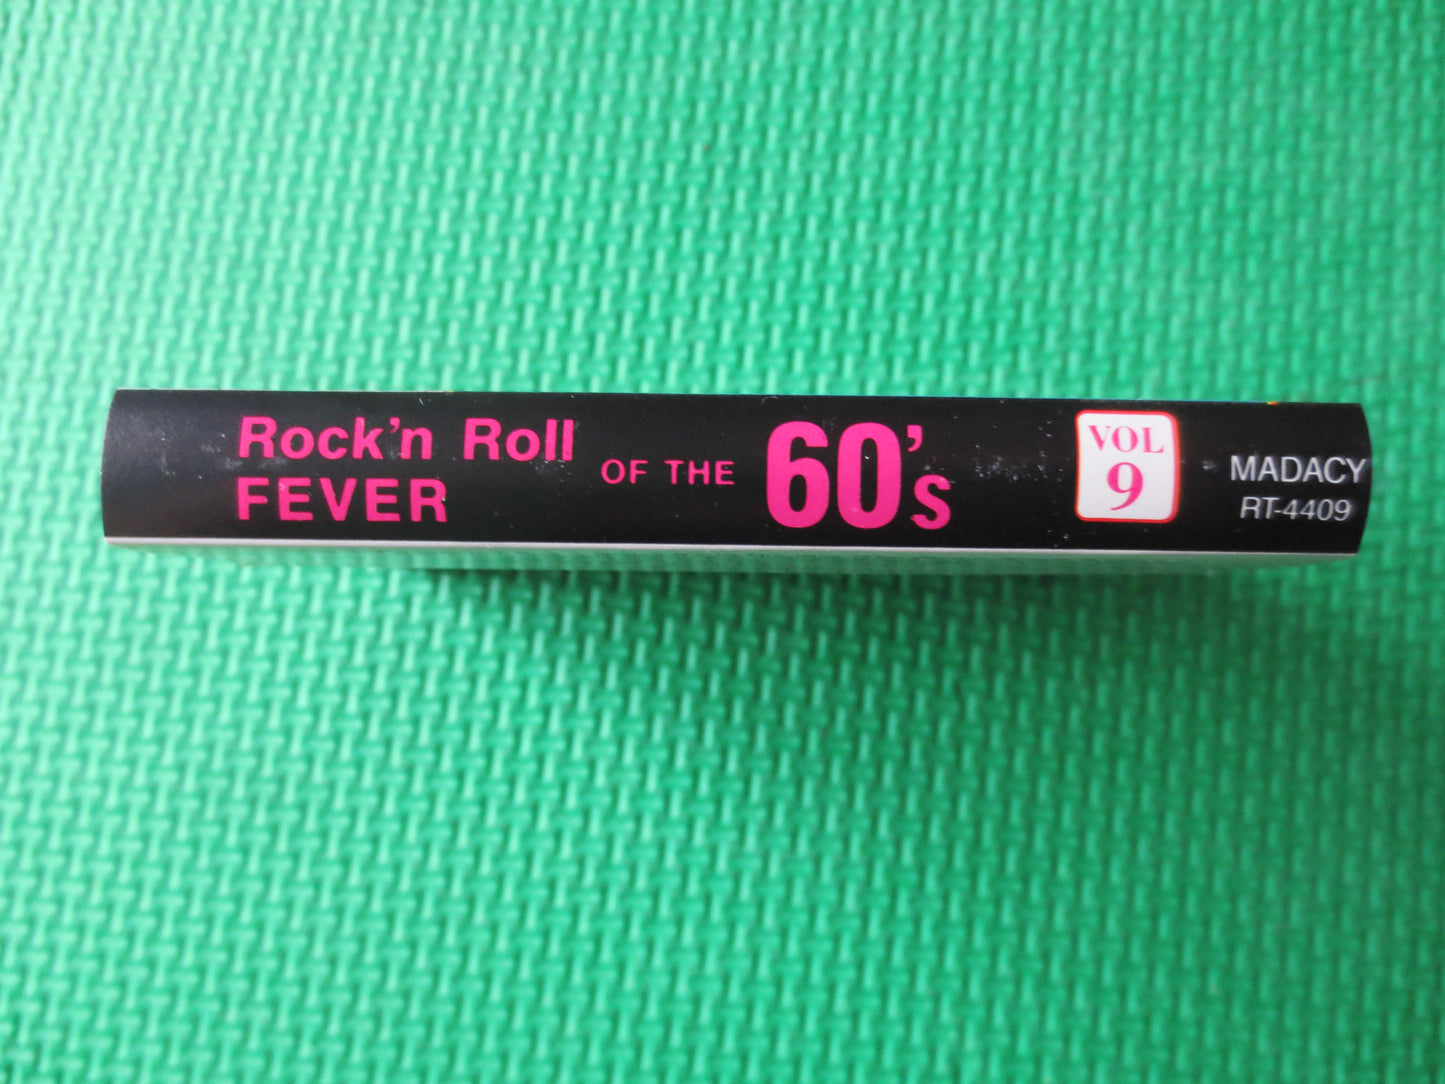 Rock'n Roll
FEVER
OF THE
60's
VOL
9
MADACY
RT-4409